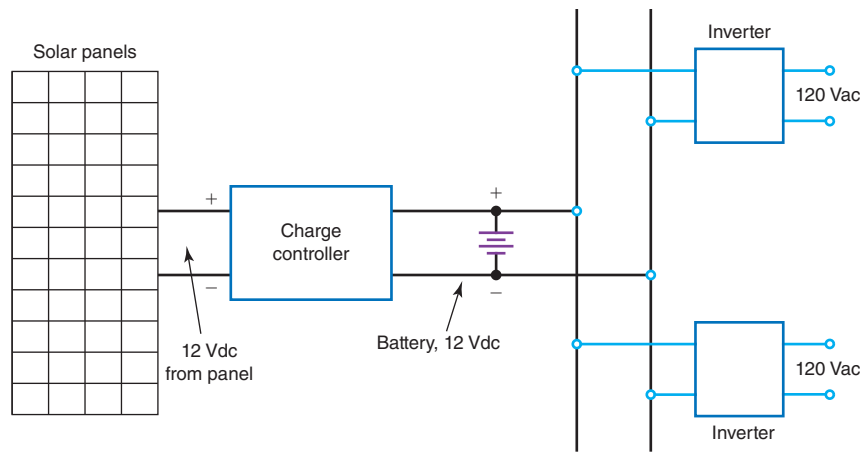 Solar panels
+
−
12 Vdc
from panel
Charge
controller
+
−
Battery, 12 Vdc
Inverter
120 Vac
120 Vac
Inverter